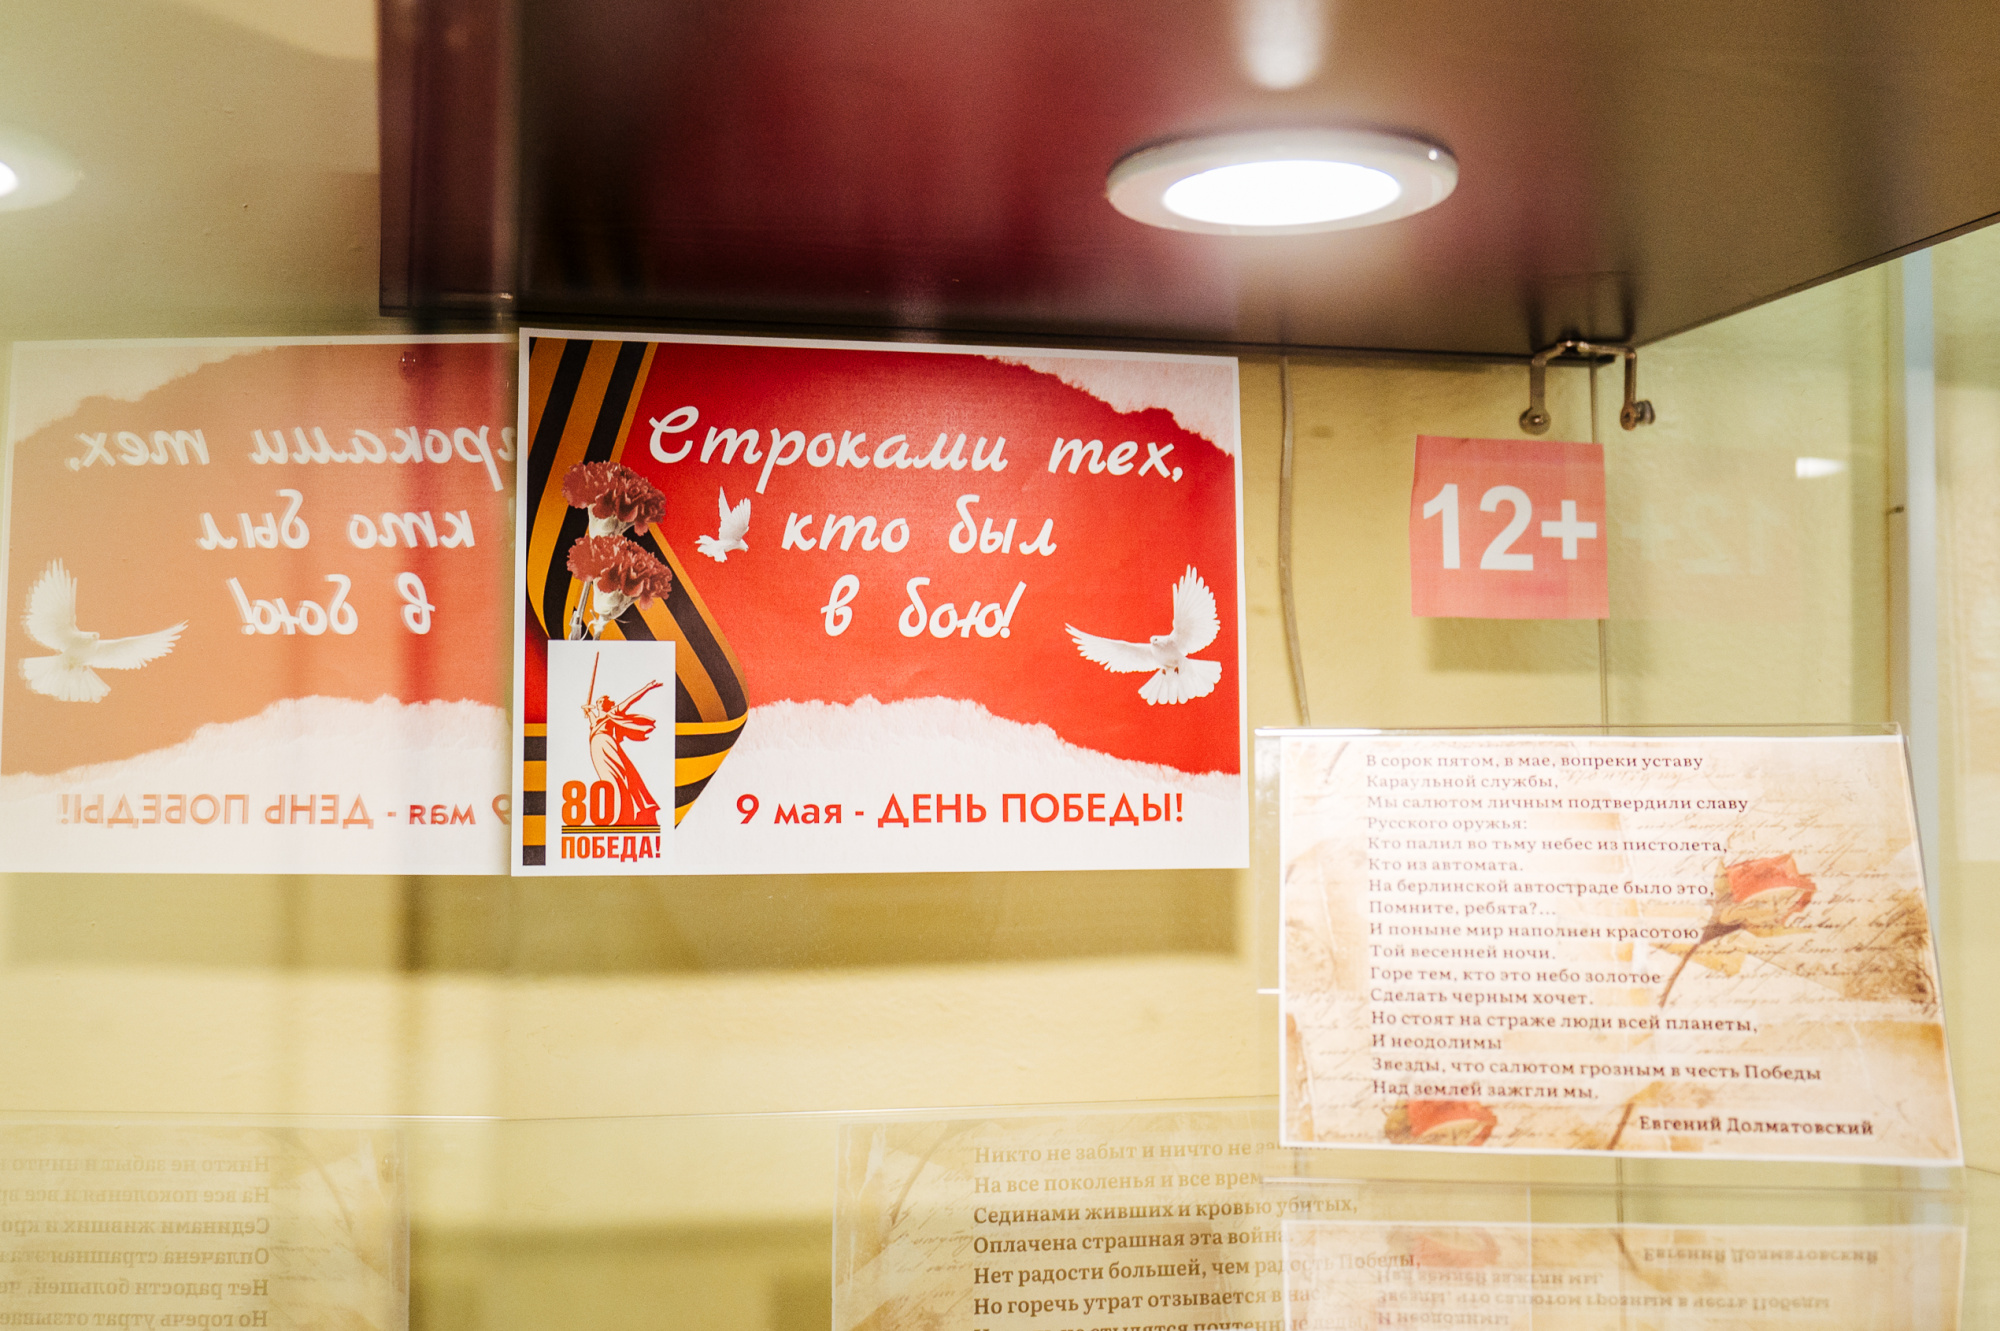 Строками тех,
кто был
в бою!
80
ПОБЕДА!
9 мая - ДЕНЬ ПОБЕДЫ!
12+
В сорок пятом, в мае, вопреки уставу
Караульной службы,
Мы салютом личным подтвердили славу
Русского оружья:
Кто палил во тьму небес из пистолета,
Кто из автомата.
На берлинской автостраде было это,
Помните, ребята?...
И поныне мир наполнен красотою
Той весенней ночи.
Горе тем, кто это небо золотое
Сделать черным хочет.
Но стоят на страже люди всей планеты,
И неодолимы
Звезды, что салютом грозным в честь Победы
Над землей зажгли мы.
Евгений Долматовский
Никто не забыт и ничто не
На все поколенья и все врем
Сединами живших и кровью убитых,
Оплачена страшная эта война.
Нет радости большей, чем радость Победы,
Но горечь утрат отзывается в нас